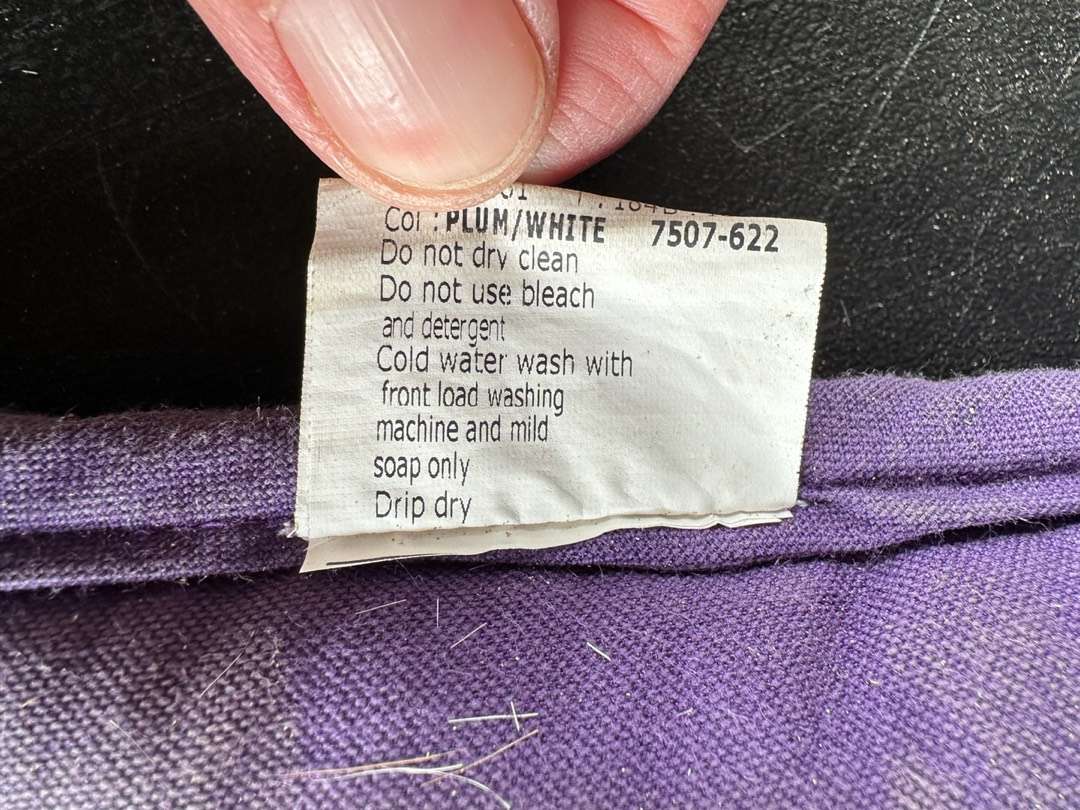 Col : PLUM/WHITE 7507-622
Do not dry clean
Do not use bleach
and detergent
Cold water wash with
front load washing
machine and mild
soap only
Drip dry